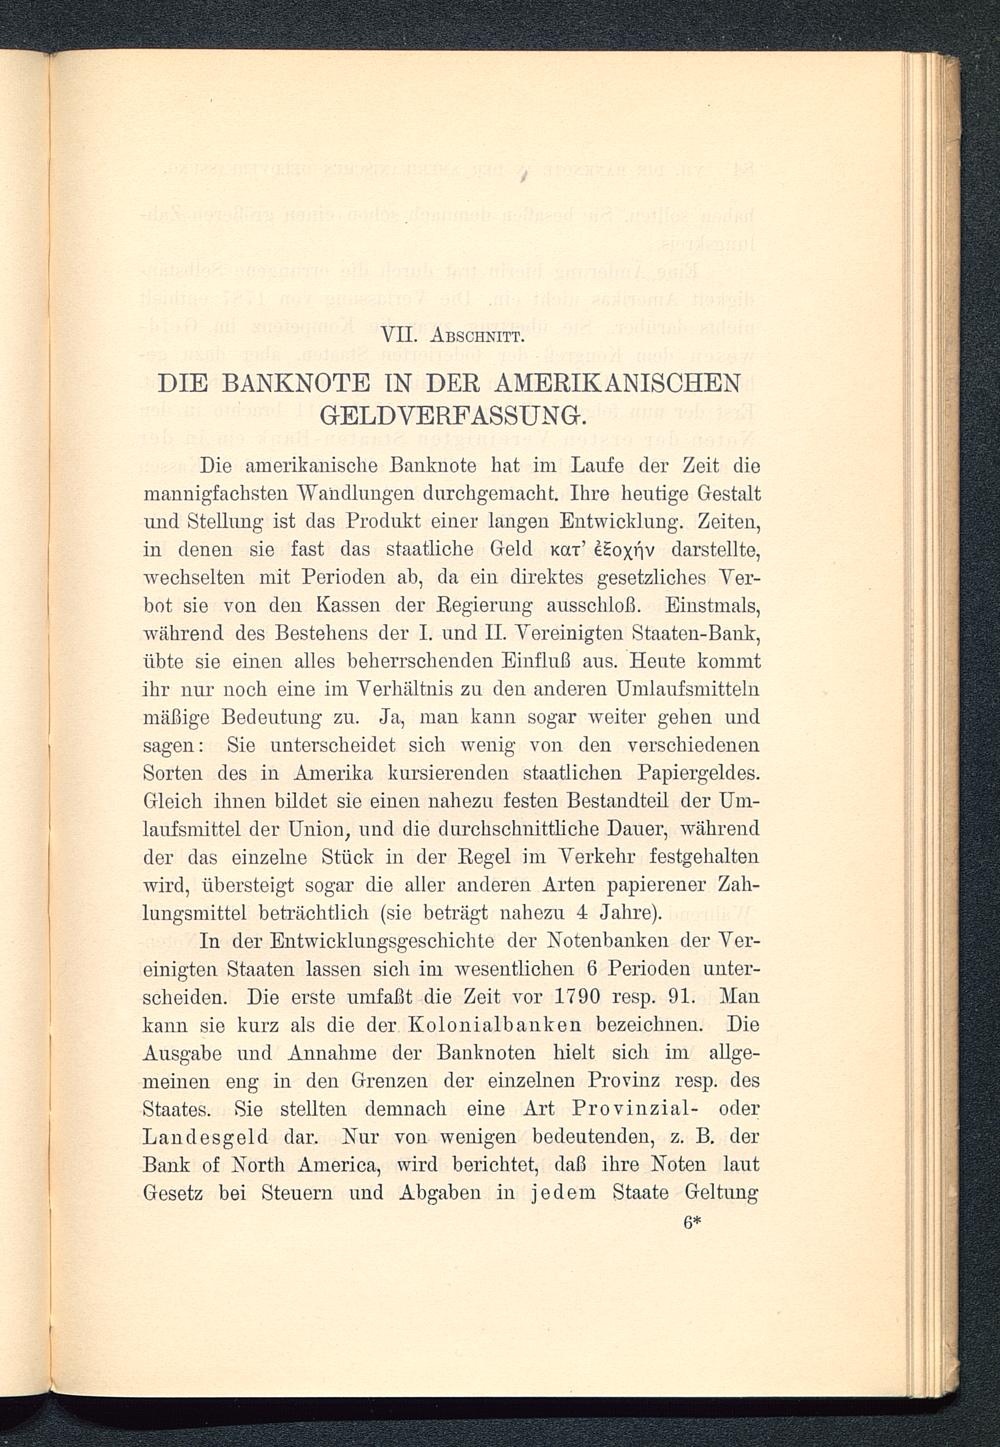 VII. Abschnitt.
DIE BANKNOTE IN DER AMERIKANISCHEN
GELDVERFASSUNG.
Die amerikanische Banknote hat im Laufe der Zeit die
mannigfachsten Wandlungen durchgemacht. Ihre heutige Gestalt
und Stellung ist das Produkt einer langen Entwicklung. Zeiten,
in denen sie fast das staatliche Geld κατ' ἐξοχήν darstellte,
wechselten mit Perioden ab, da ein direktes gesetzliches Ver-
bot sie von den Kassen der Regierung ausschloß. Einstmals,
während des Bestehens der I. und II. Vereinigten Staaten-Bank,
übte sie einen alles beherrschenden Einfluß aus. Heute kommt
ihr nur noch eine im Verhältnis zu den anderen Umlaufsmitteln
mäßige Bedeutung zu. Ja, man kann sogar weiter gehen und
sagen: Sie unterscheidet sich wenig von den verschiedenen
Sorten des in Amerika kursierenden staatlichen Papiergeldes.
Gleich ihnen bildet sie einen nahezu festen Bestandteil der Um-
laufsmittel der Union, und die durchschnittliche Dauer, während
der das einzelne Stück in der Regel im Verkehr festgehalten
wird, übersteigt sogar die aller anderen Arten papierener Zah-
lungsmittel beträchtlich (sie beträgt nahezu 4 Jahre).
In der Entwicklungsgeschichte der Notenbanken der Ver-
einigten Staaten lassen sich im wesentlichen 6 Perioden unter-
scheiden. Die erste umfaßt die Zeit vor 1790 resp. 91. Man
kann sie kurz als die der Kolonialbanken bezeichnen. Die
Ausgabe und Annahme der Banknoten hielt sich im allge-
meinen eng in den Grenzen der einzelnen Provinz resp. des
Staates. Sie stellten demnach eine Art Provinzial- oder
Landesgeld dar. Nur von wenigen bedeutenden, z. B. der
Bank of North America, wird berichtet, daß ihre Noten laut
Gesetz bei Steuern und Abgaben in jedem Staate Geltung
6*